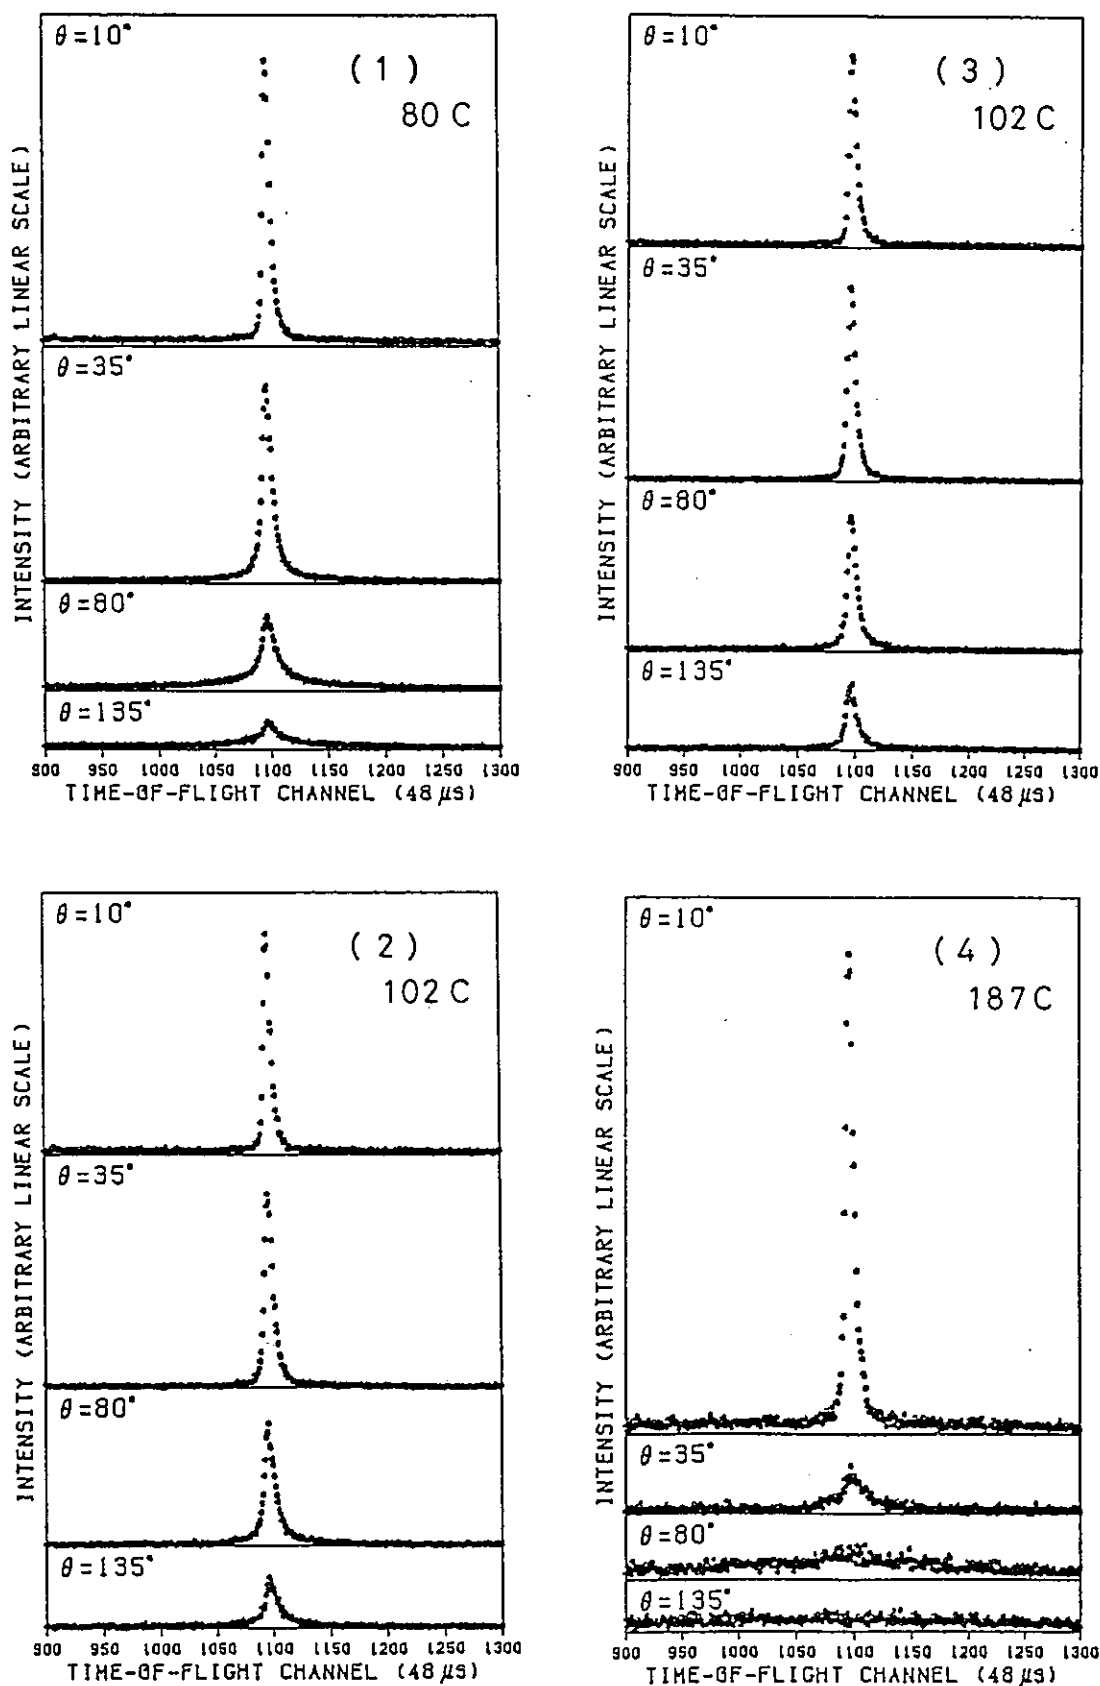 θ=10°
(1)
80 C
θ=35°
θ=80°
θ=135°
INTENSITY (ARBITRARY LINEAR SCALE)
900 950 1000 1050 1100 1150 1200 1250 1300
TIME-OF-FLIGHT CHANNEL (48 µs)
θ=10°
(3)
102 C
θ=35°
θ=80°
θ=135°
INTENSITY (ARBITRARY LINEAR SCALE)
900 950 1000 1050 1100 1150 1200 1250 1300
TIME-OF-FLIGHT CHANNEL (48 µs)
θ=10°
(2)
102 C
θ=35°
θ=80°
θ=135°
INTENSITY (ARBITRARY LINEAR SCALE)
900 950 1000 1050 1100 1150 1200 1250 1300
TIME-OF-FLIGHT CHANNEL (48 µs)
θ=10°
(4)
187 C
θ=35°
θ=80°
θ=135°
INTENSITY (ARBITRARY LINEAR SCALE)
900 950 1000 1050 1100 1150 1200 1250 1300
TIME-OF-FLIGHT CHANNEL (48 µs)